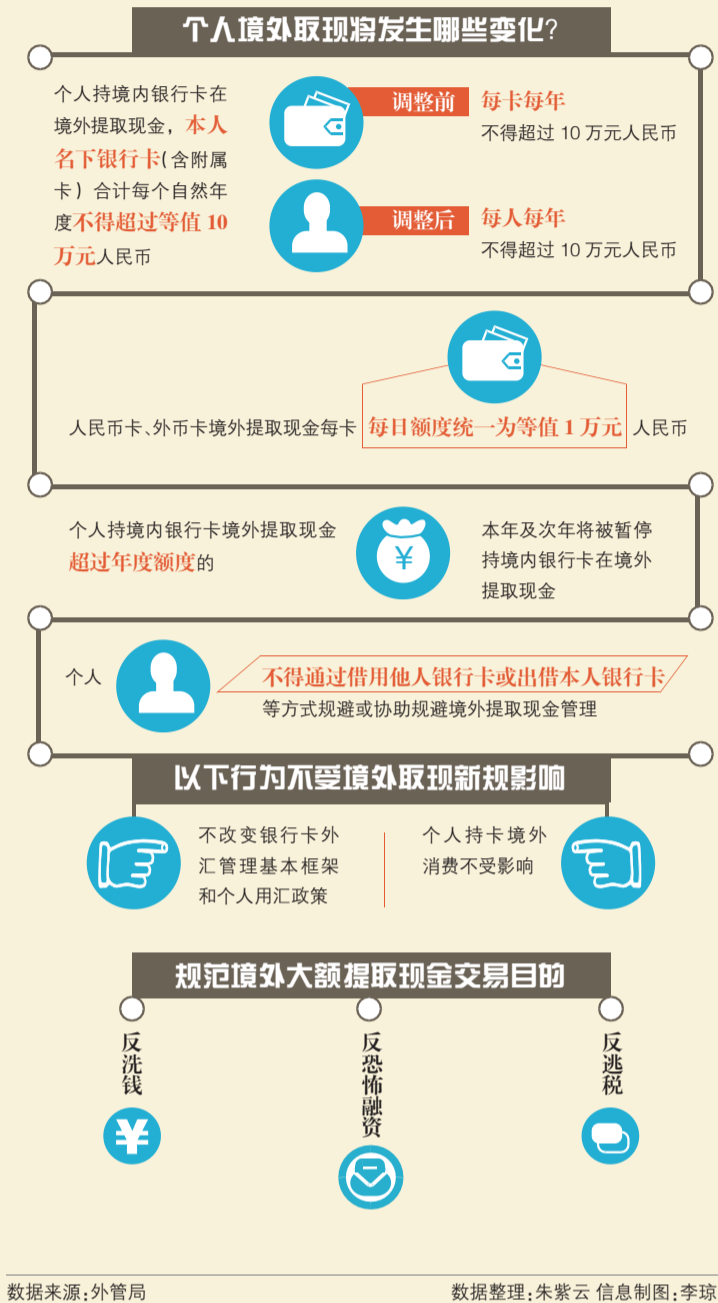 个人境外取现将发生哪些变化?
个人持境内银行卡在
境外提取现金,本人
名下银行卡(含附属
卡)合计每个自然年
度不得超过等值 10
万元人民币
调整前
每卡每年
不得超过 10 万元人民币
调整后
每人每年
不得超过 10 万元人民币
人民币卡、外币卡境外提取现金每卡 每日额度统一为等值 1 万元 人民币
个人持境内银行卡境外提取现金
超过年度额度的
¥
本年及次年将被暂停
持境内银行卡在境外
提取现金
个人
不得通过借用他人银行卡或出借本人银行卡
等方式规避或协助规避境外提取现金管理
以下行为不受境外取现新规影响
不改变银行卡外
汇管理基本框架
和个人用汇政策
个人持卡境外
消费不受影响
规范境外大额提取现金交易目的
反洗钱
¥
反恐怖融资
反逃税
数据来源:外管局
数据整理:朱紫云 信息制图:李琼